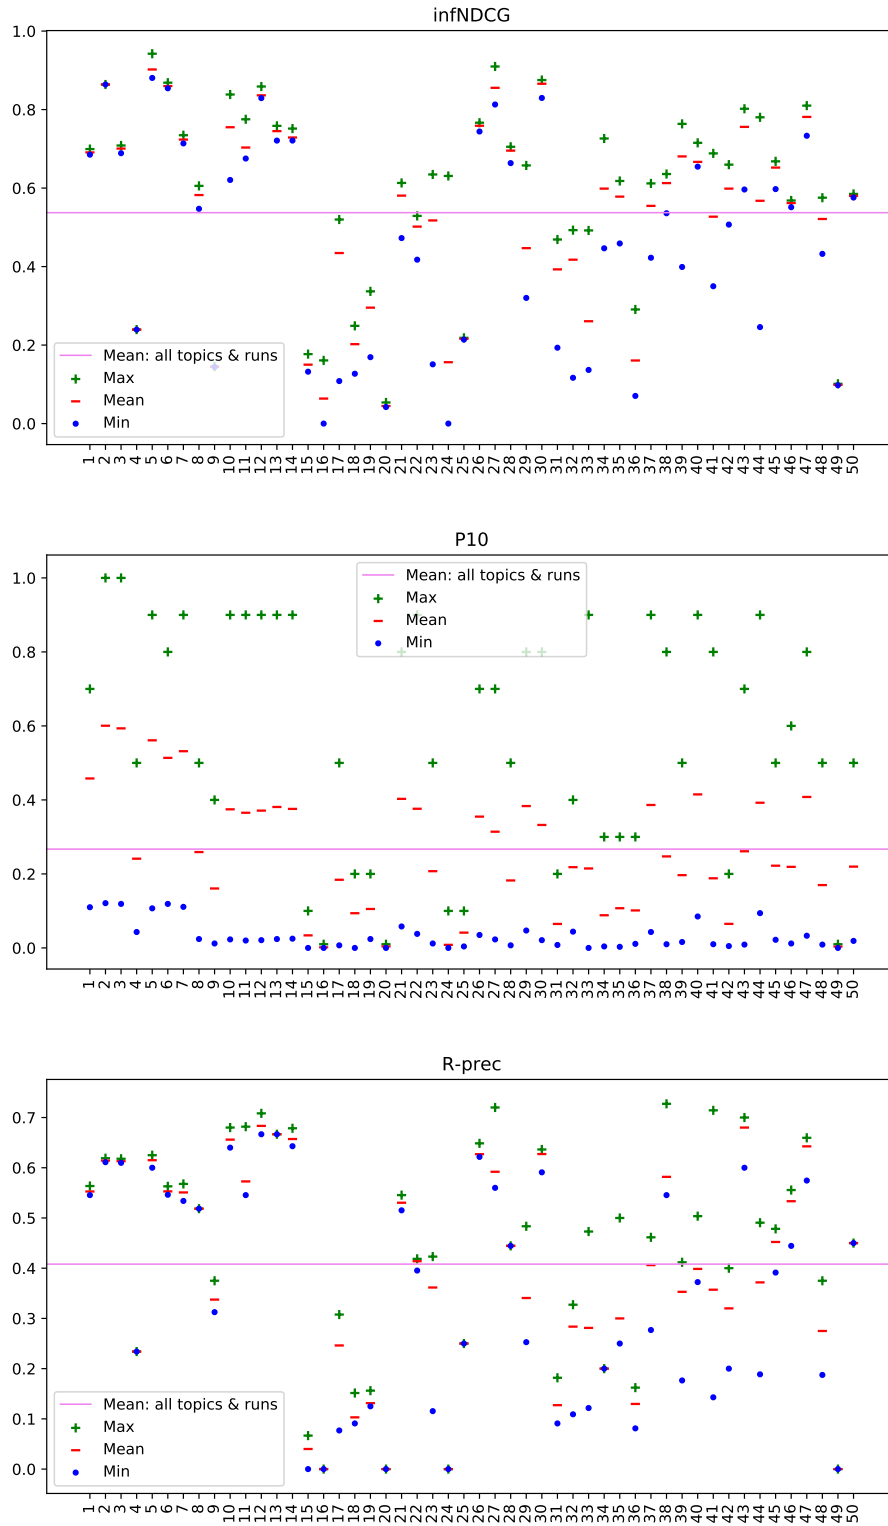 infNDCG
1.0
0.8
0.6
0.4
0.2
0.0
Mean: all topics & runs
Max
Mean
Min
1 2 3 4 5 6 7 8 9 10 11 12 13 14 15 16 17 18 19 20 21 22 23 24 25 26 27 28 29 30 31 32 33 34 35 36 37 38 39 40 41 42 43 44 45 46 47 48 49 50
P10
1.0
0.8
0.6
0.4
0.2
0.0
Mean: all topics & runs
Max
Mean
Min
1 2 3 4 5 6 7 8 9 10 11 12 13 14 15 16 17 18 19 20 21 22 23 24 25 26 27 28 29 30 31 32 33 34 35 36 37 38 39 40 41 42 43 44 45 46 47 48 49 50
R-prec
0.7
0.6
0.5
0.4
0.3
0.2
0.1
0.0
Mean: all topics & runs
Max
Mean
Min
1 2 3 4 5 6 7 8 9 10 11 12 13 14 15 16 17 18 19 20 21 22 23 24 25 26 27 28 29 30 31 32 33 34 35 36 37 38 39 40 41 42 43 44 45 46 47 48 49 50